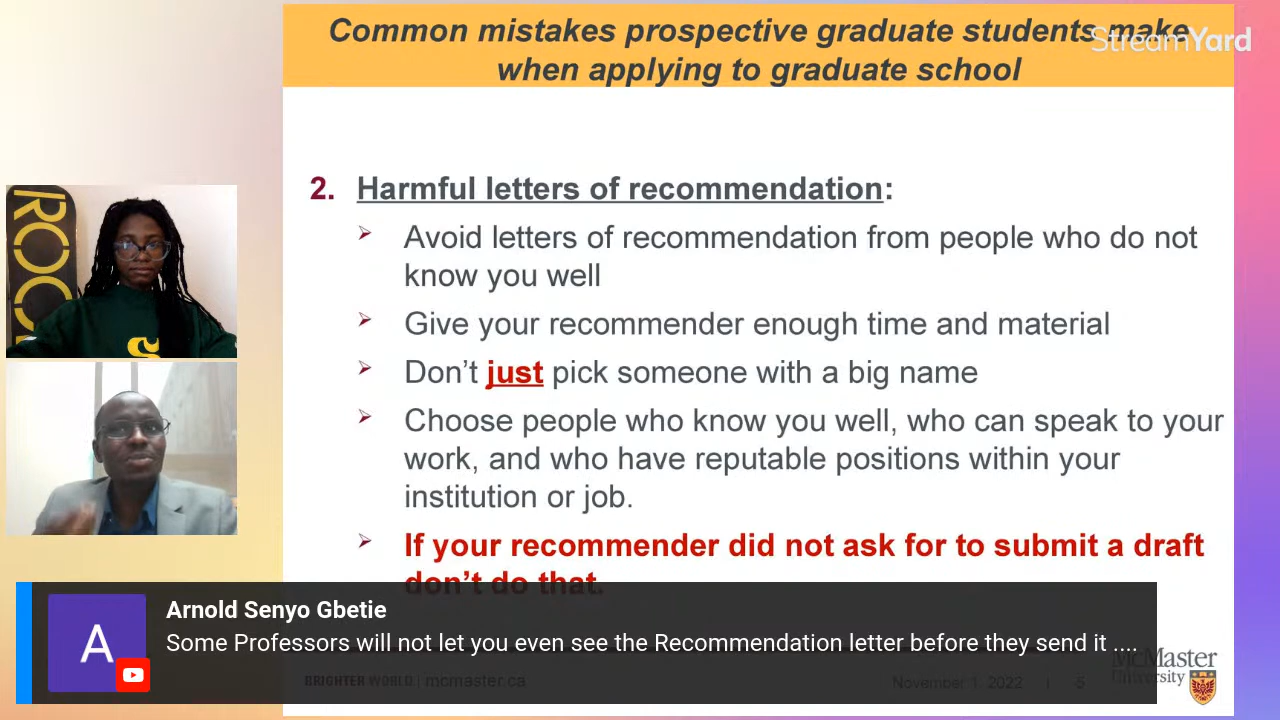 Common mistakes prospective graduate students make
when applying to graduate school
StreamYard
ROOK
S
2. Harmful letters of recommendation:
Avoid letters of recommendation from people who do not
know you well
Give your recommender enough time and material
Don't just pick someone with a big name
Choose people who know you well, who can speak to your
work, and who have reputable positions within your
institution or job.
If your recommender did not ask for to submit a draft
don't do that.
A
Arnold Senyo Gbetie
Some Professors will not let you even see the Recommendation letter before they send it ....
BRIGHTER WORLD | mcmaster.ca
November 1, 2022 | 5
McMaster
University